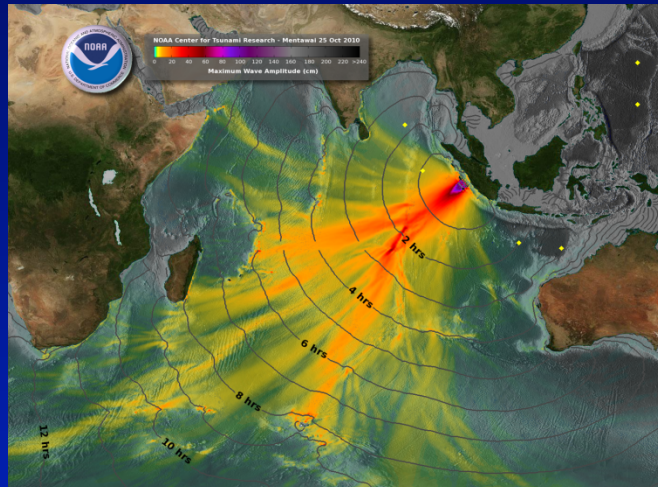 NOAA
NOAA Center for Tsunami Research - Mentawai 25 Oct 2010
0 20 40 60 80 100 120 140 160 180 200 220 >240
Maximum Wave Amplitude (cm)
2 hrs
4 hrs
6 hrs
8 hrs
10 hrs
12 hrs